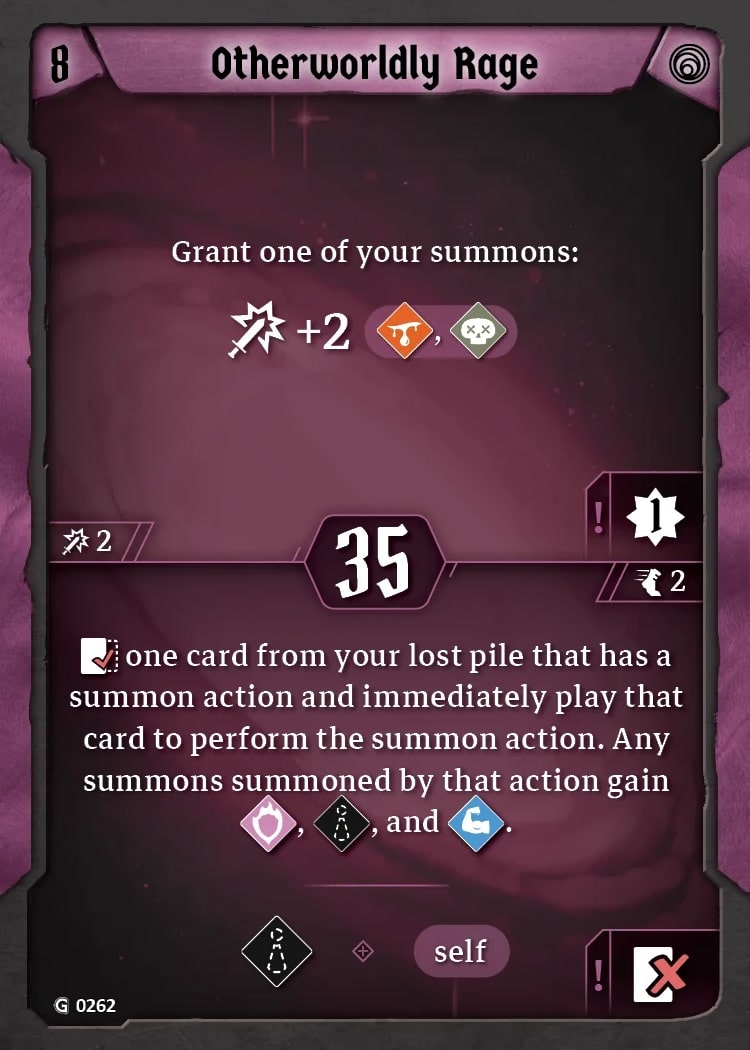 8
Otherworldly Rage
Grant one of your summons:
+2 ,
! 1
2
35
2
one card from your lost pile that has a
summon action and immediately play that
card to perform the summon action. Any
summons summoned by that action gain
, , and .
self
!
G 0262